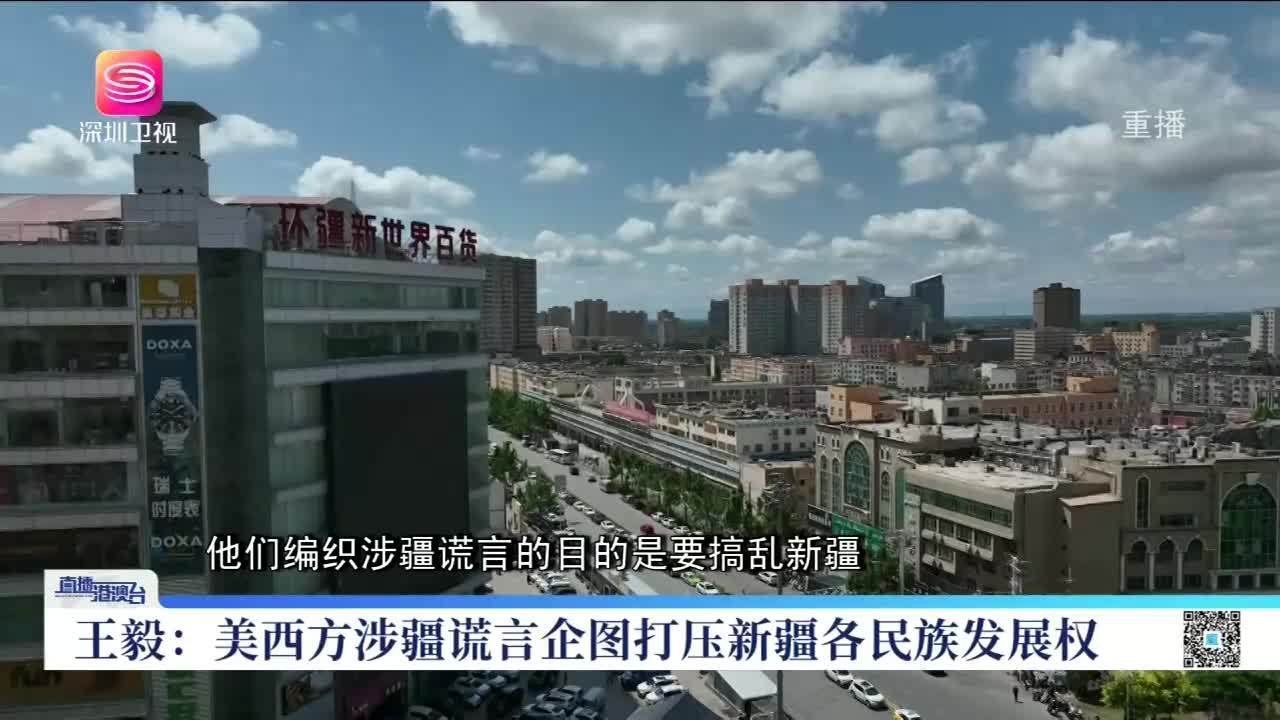 深圳卫视
重播
环疆新世界百货
DOXA
瑞士
时度表
DOXA
他们编织涉疆谎言的目的是要搞乱新疆
直播
港澳台
王毅：美西方涉疆谎言企图打压新疆各民族发展权